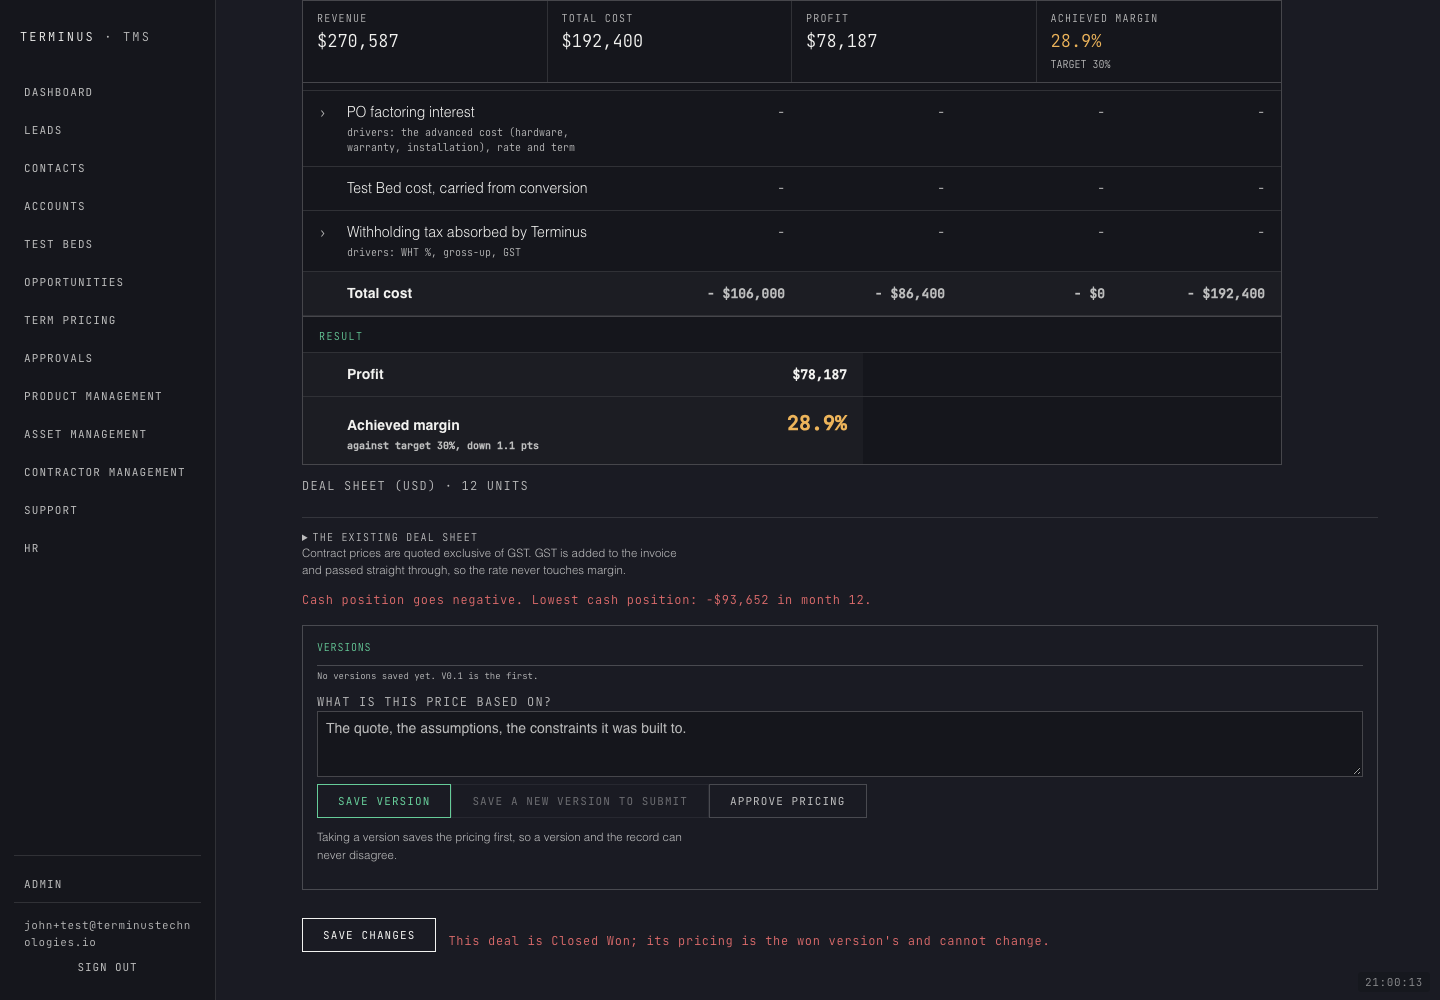 TERMINUS · TMS
DASHBOARD
LEADS
CONTACTS
ACCOUNTS
TEST BEDS
OPPORTUNITIES
TERM PRICING
APPROVALS
PRODUCT MANAGEMENT
ASSET MANAGEMENT
CONTRACTOR MANAGEMENT
SUPPORT
HR
ADMIN
john+test@terminustechn
ologies.io
SIGN OUT
REVENUE
$270,587
TOTAL COST
$192,400
PROFIT
$78,187
ACHIEVED MARGIN
28.9%
TARGET 30%
› PO factoring interest - - - -
drivers: the advanced cost (hardware,
warranty, installation), rate and term
Test Bed cost, carried from conversion - - - -
› Withholding tax absorbed by Terminus - - - -
drivers: WHT %, gross-up, GST
Total cost - $106,000 - $86,400 - $0 - $192,400
RESULT
Profit $78,187
Achieved margin 28.9%
against target 30%, down 1.1 pts
DEAL SHEET (USD) · 12 UNITS
▶ THE EXISTING DEAL SHEET
Contract prices are quoted exclusive of GST. GST is added to the invoice
and passed straight through, so the rate never touches margin.
Cash position goes negative. Lowest cash position: -$93,652 in month 12.
VERSIONS
No versions saved yet. V0.1 is the first.
WHAT IS THIS PRICE BASED ON?
The quote, the assumptions, the constraints it was built to.
SAVE VERSION SAVE A NEW VERSION TO SUBMIT APPROVE PRICING
Taking a version saves the pricing first, so a version and the record can
never disagree.
SAVE CHANGES This deal is Closed Won; its pricing is the won version's and cannot change.
21:00:13